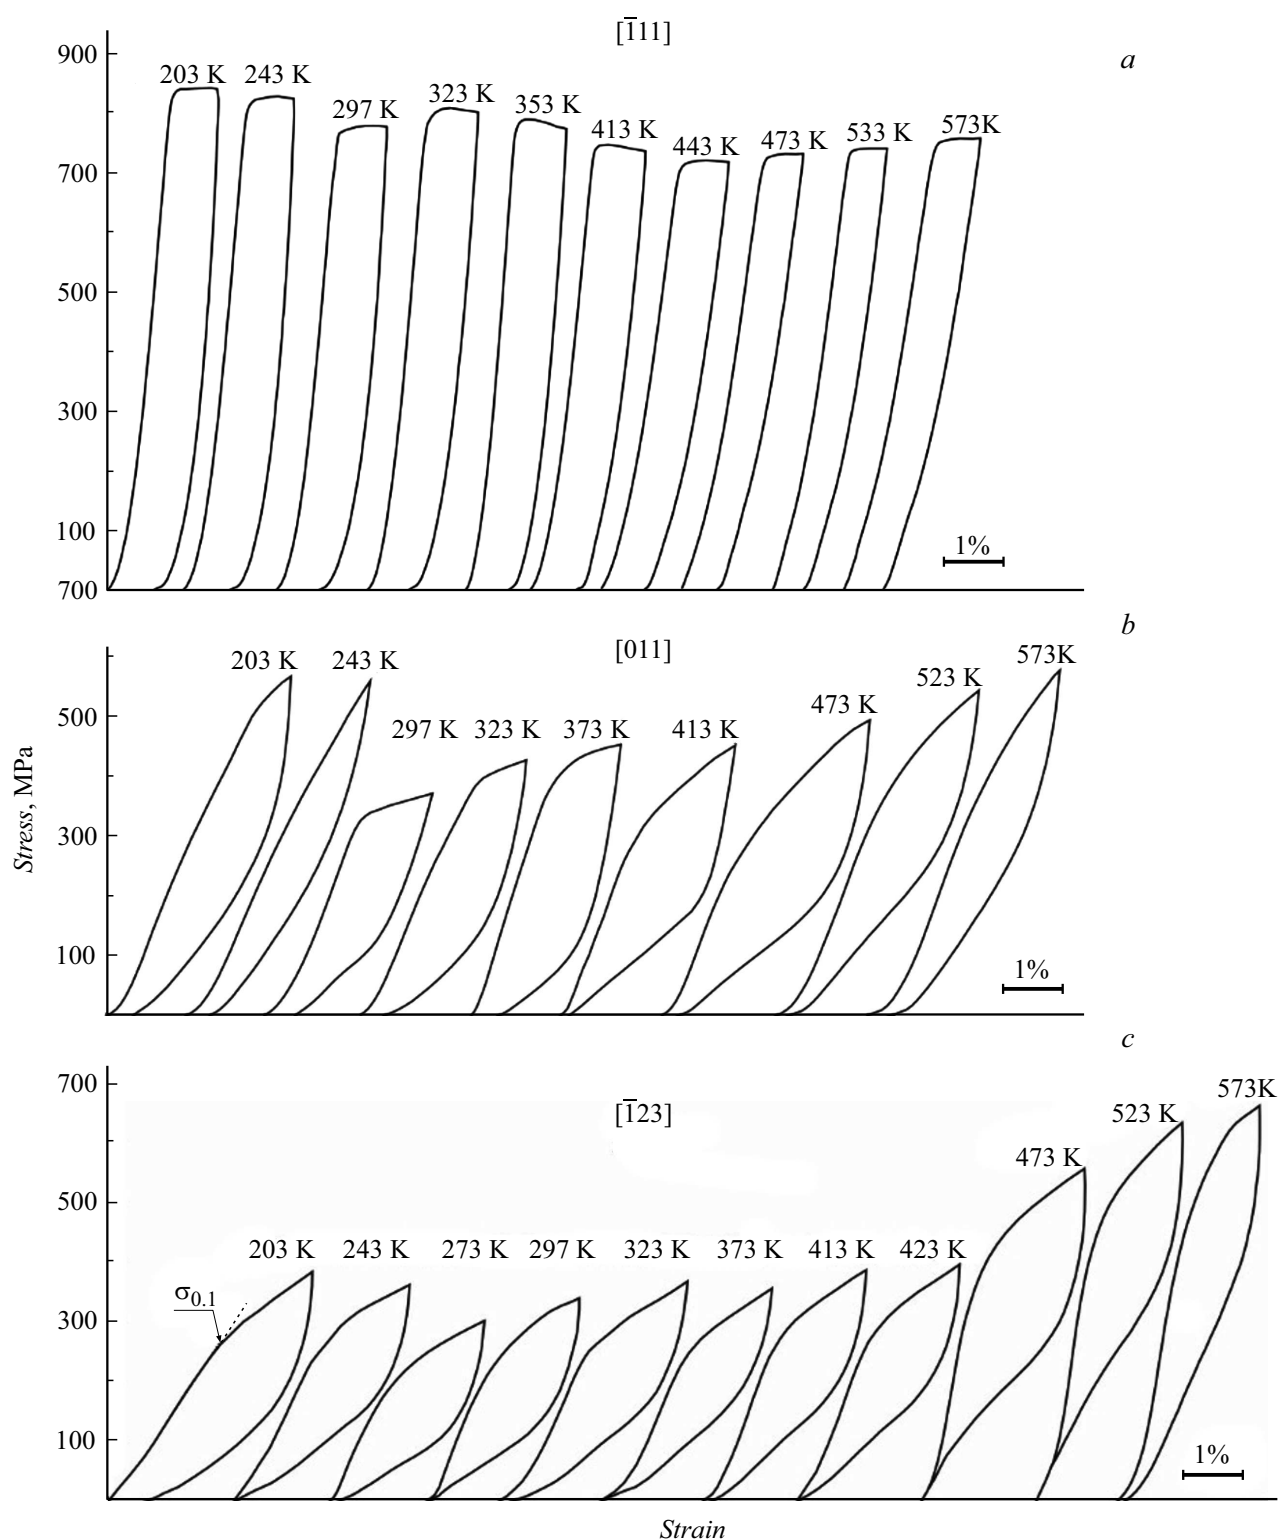 [1̅11]
a
900
203 K 243 K 297 K 323 K 353 K 413 K 443 K 473 K 533 K 573K
700
500
300
100
1%
700
b
[011]
203 K 243 K 297 K 323 K 373 K 413 K 473 K 523 K 573K
500
300
100
1%
Stress, MPa
c
700
[1̅23]
203 K 243 K 273 K 297 K 323 K 373 K 413 K 423 K 473 K 523 K 573K
500
σ0.1
300
100
1%
Strain